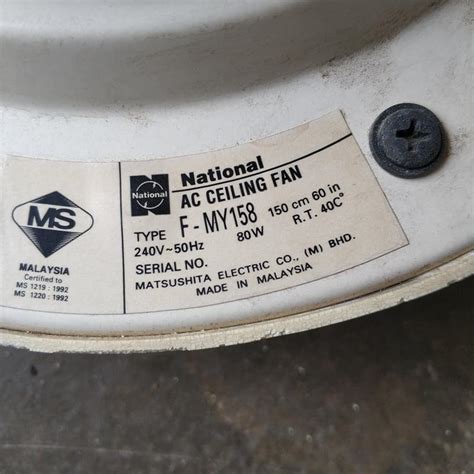 MS
MALAYSIA
Certified to
MS 1219 : 1992
MS 1220 : 1992
National
National
AC CEILING FAN
TYPE F - MY158 150 cm 60 in
240V~50Hz 80W R.T. 40C°
SERIAL NO.
MATSUSHITA ELECTRIC CO., (M) BHD.
MADE IN MALAYSIA